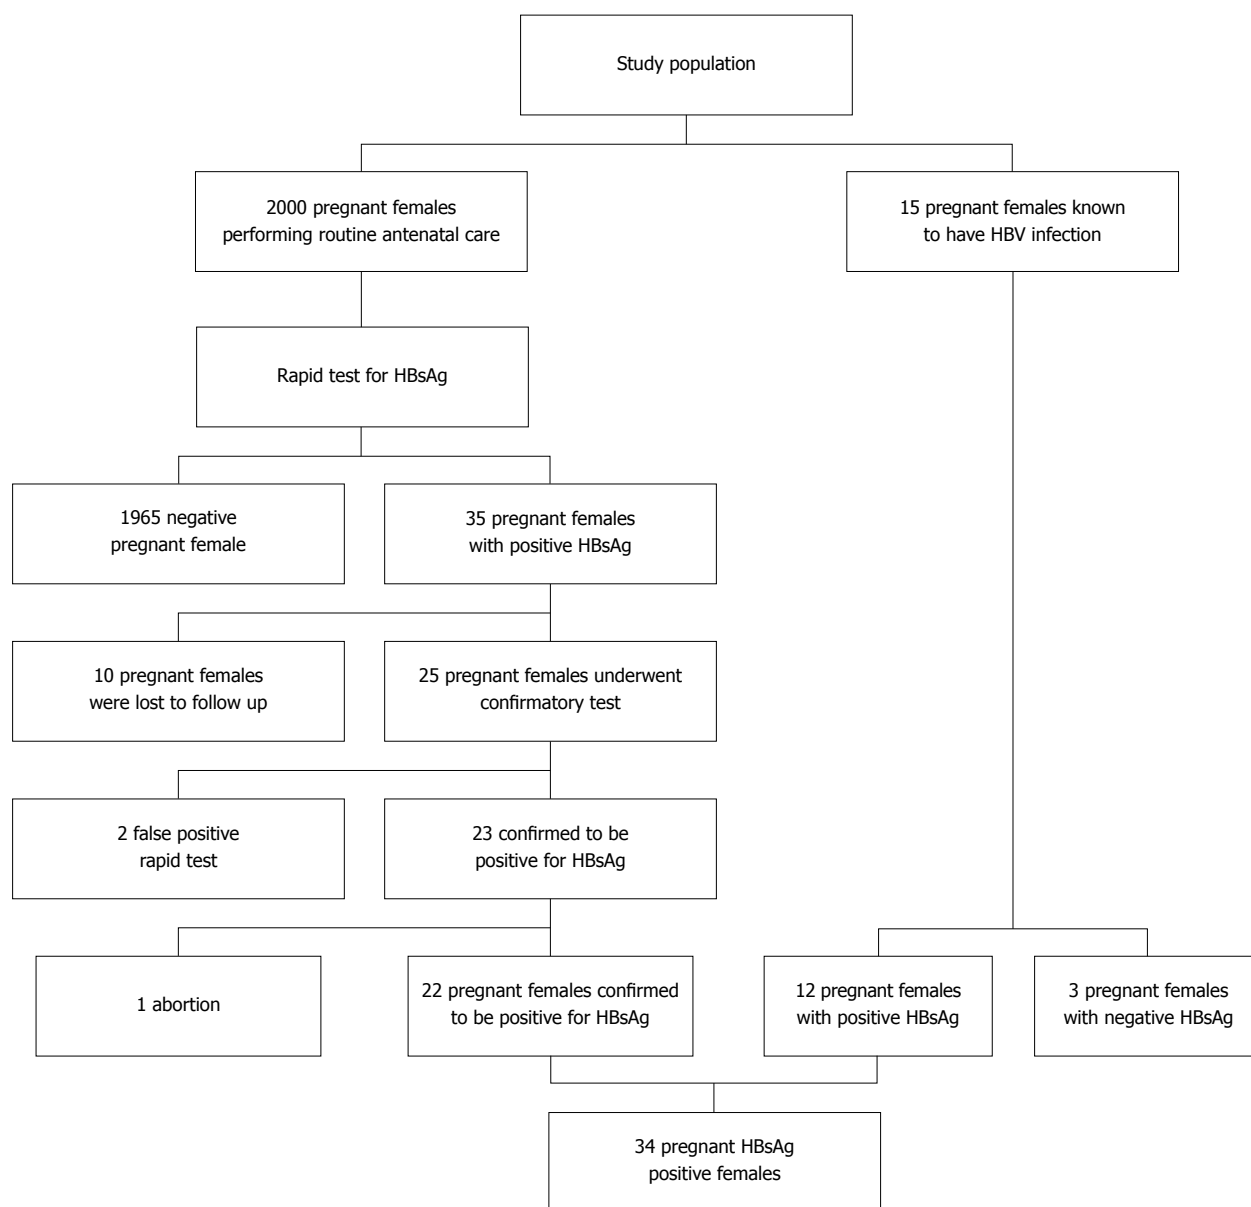 Study population
2000 pregnant females
performing routine antenatal care
15 pregnant females known
to have HBV infection
Rapid test for HBsAg
1965 negative
pregnant female
35 pregnant females
with positive HBsAg
10 pregnant females
were lost to follow up
25 pregnant females underwent
confirmatory test
2 false positive
rapid test
23 confirmed to be
positive for HBsAg
1 abortion
22 pregnant females confirmed
to be positive for HBsAg
12 pregnant females
with positive HBsAg
3 pregnant females
with negative HBsAg
34 pregnant HBsAg
positive females